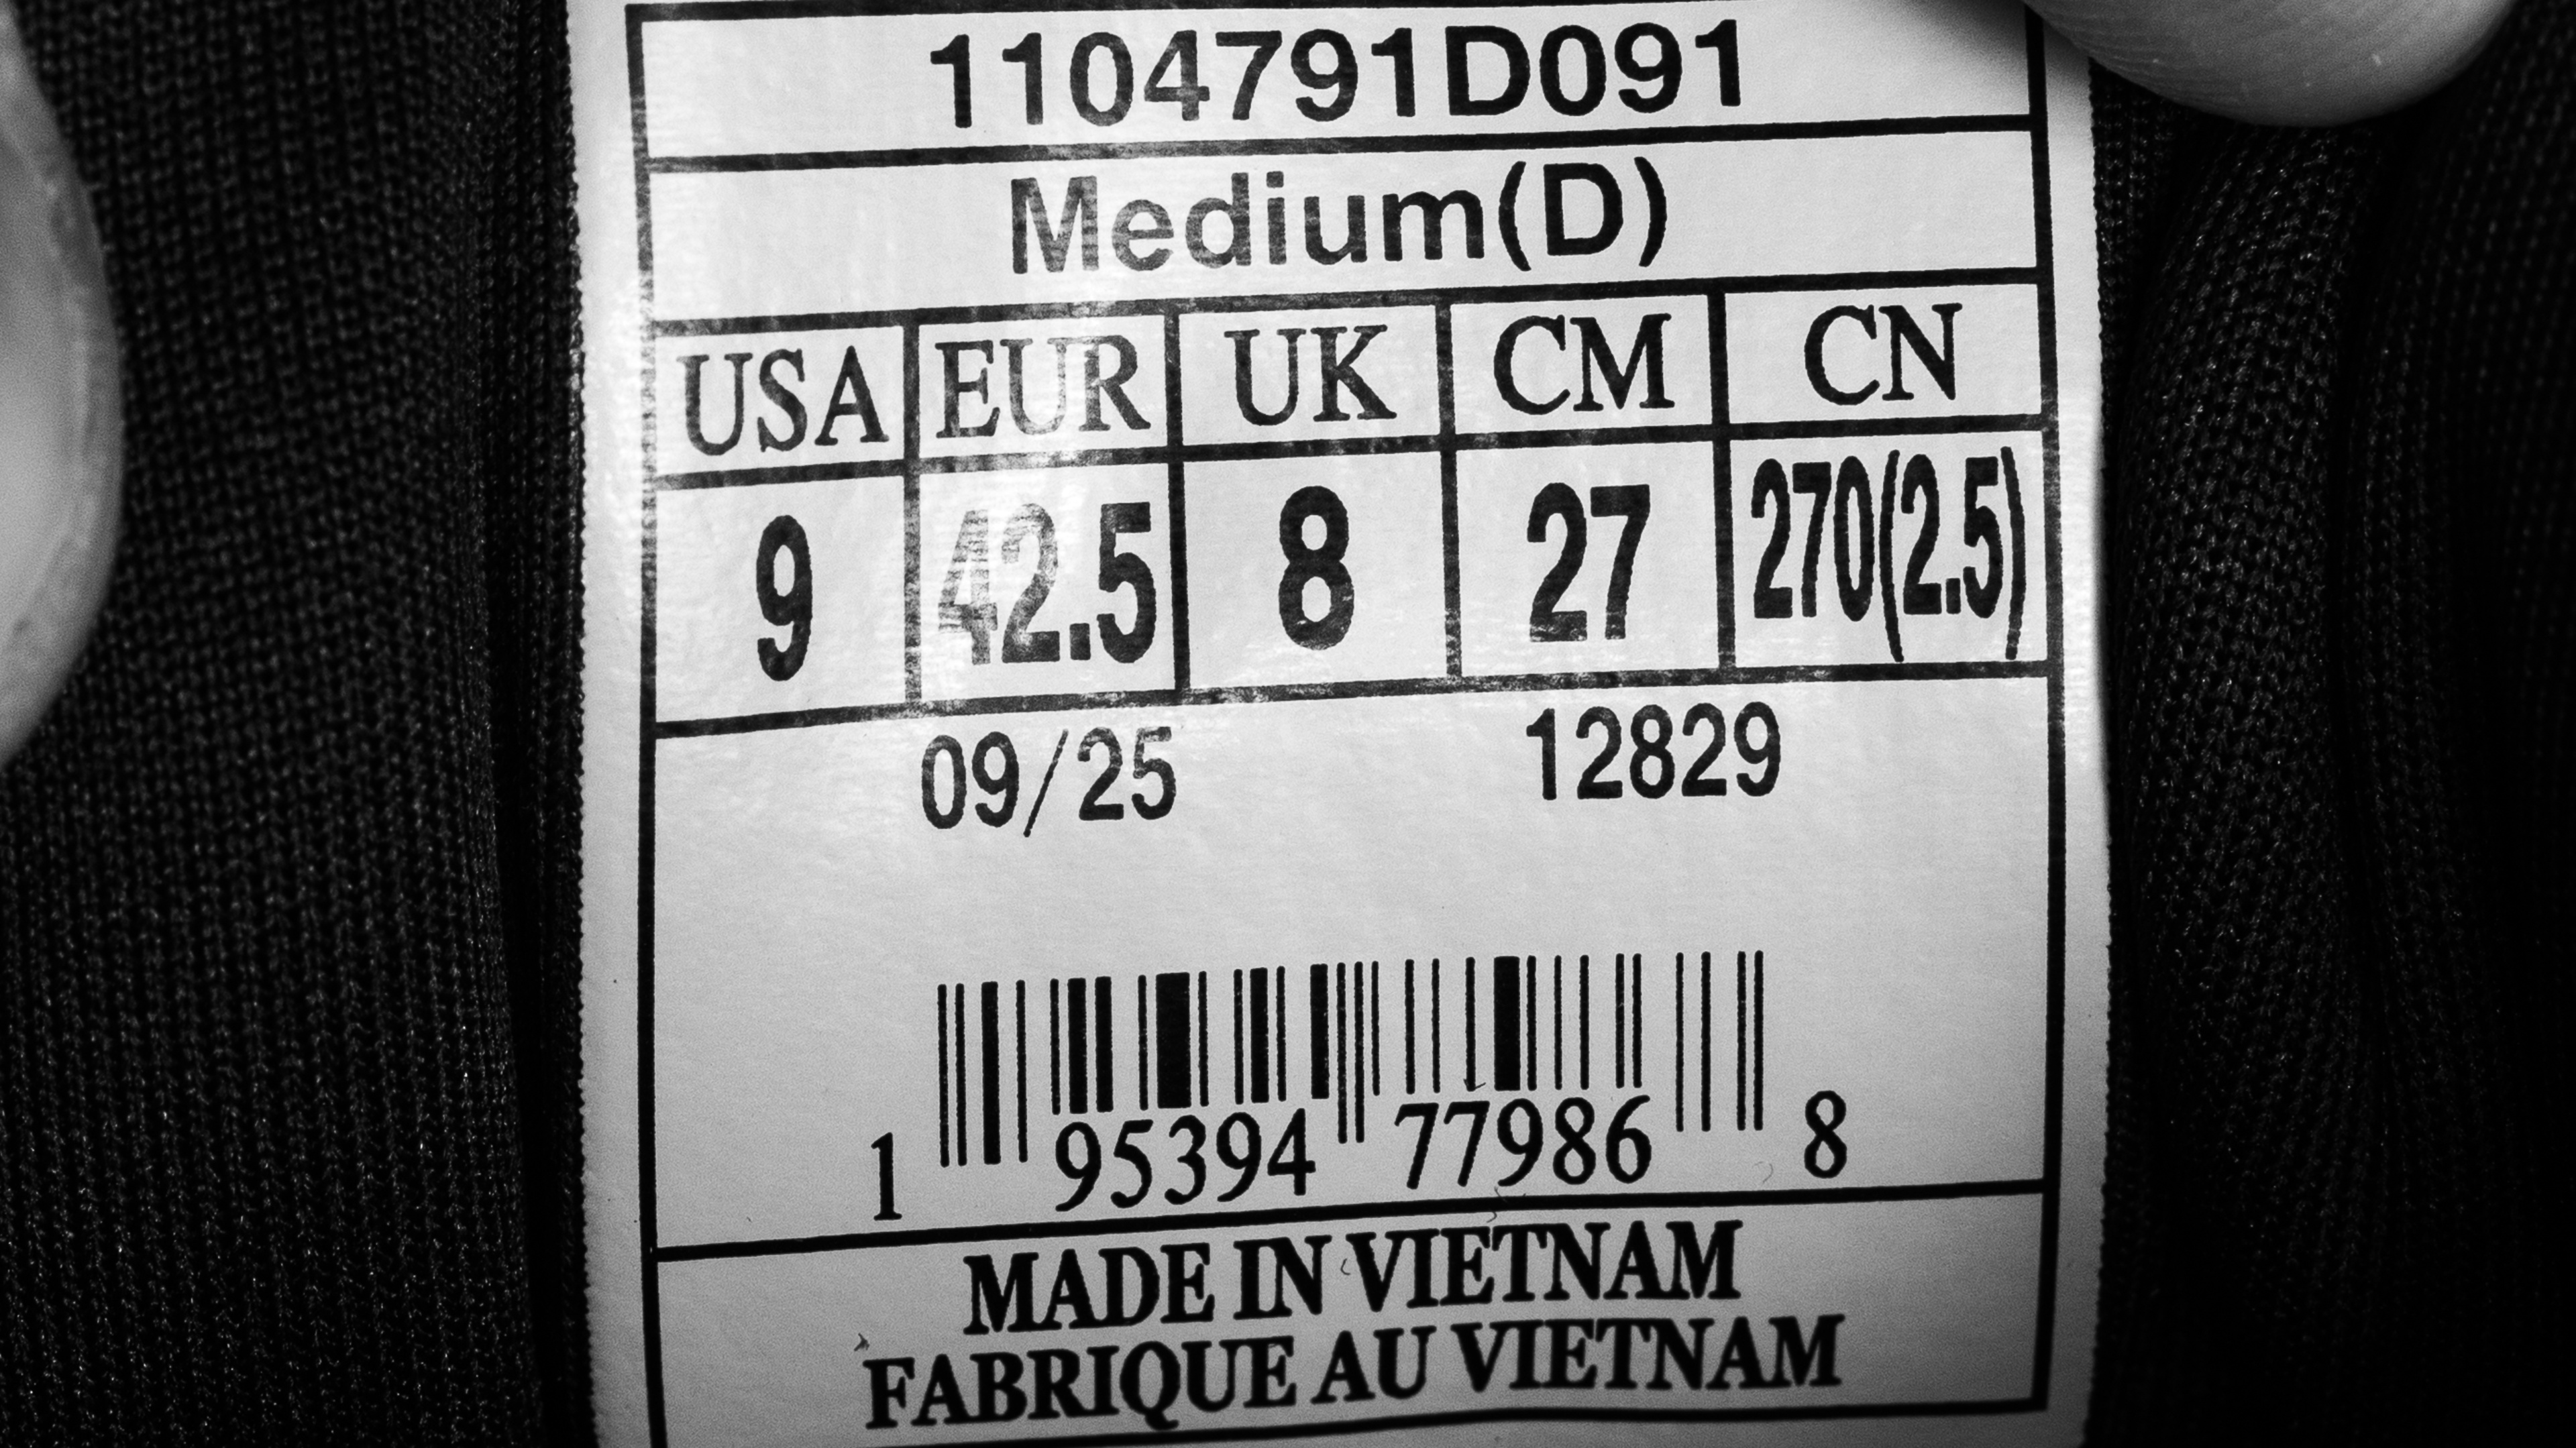 1104791D091
Medium(D)
USA EUR UK CM CN
9 42.5 8 27 270(2.5)
09/25 12829
1 95394 77986 8
MADE IN VIETNAM
FABRIQUE AU VIETNAM